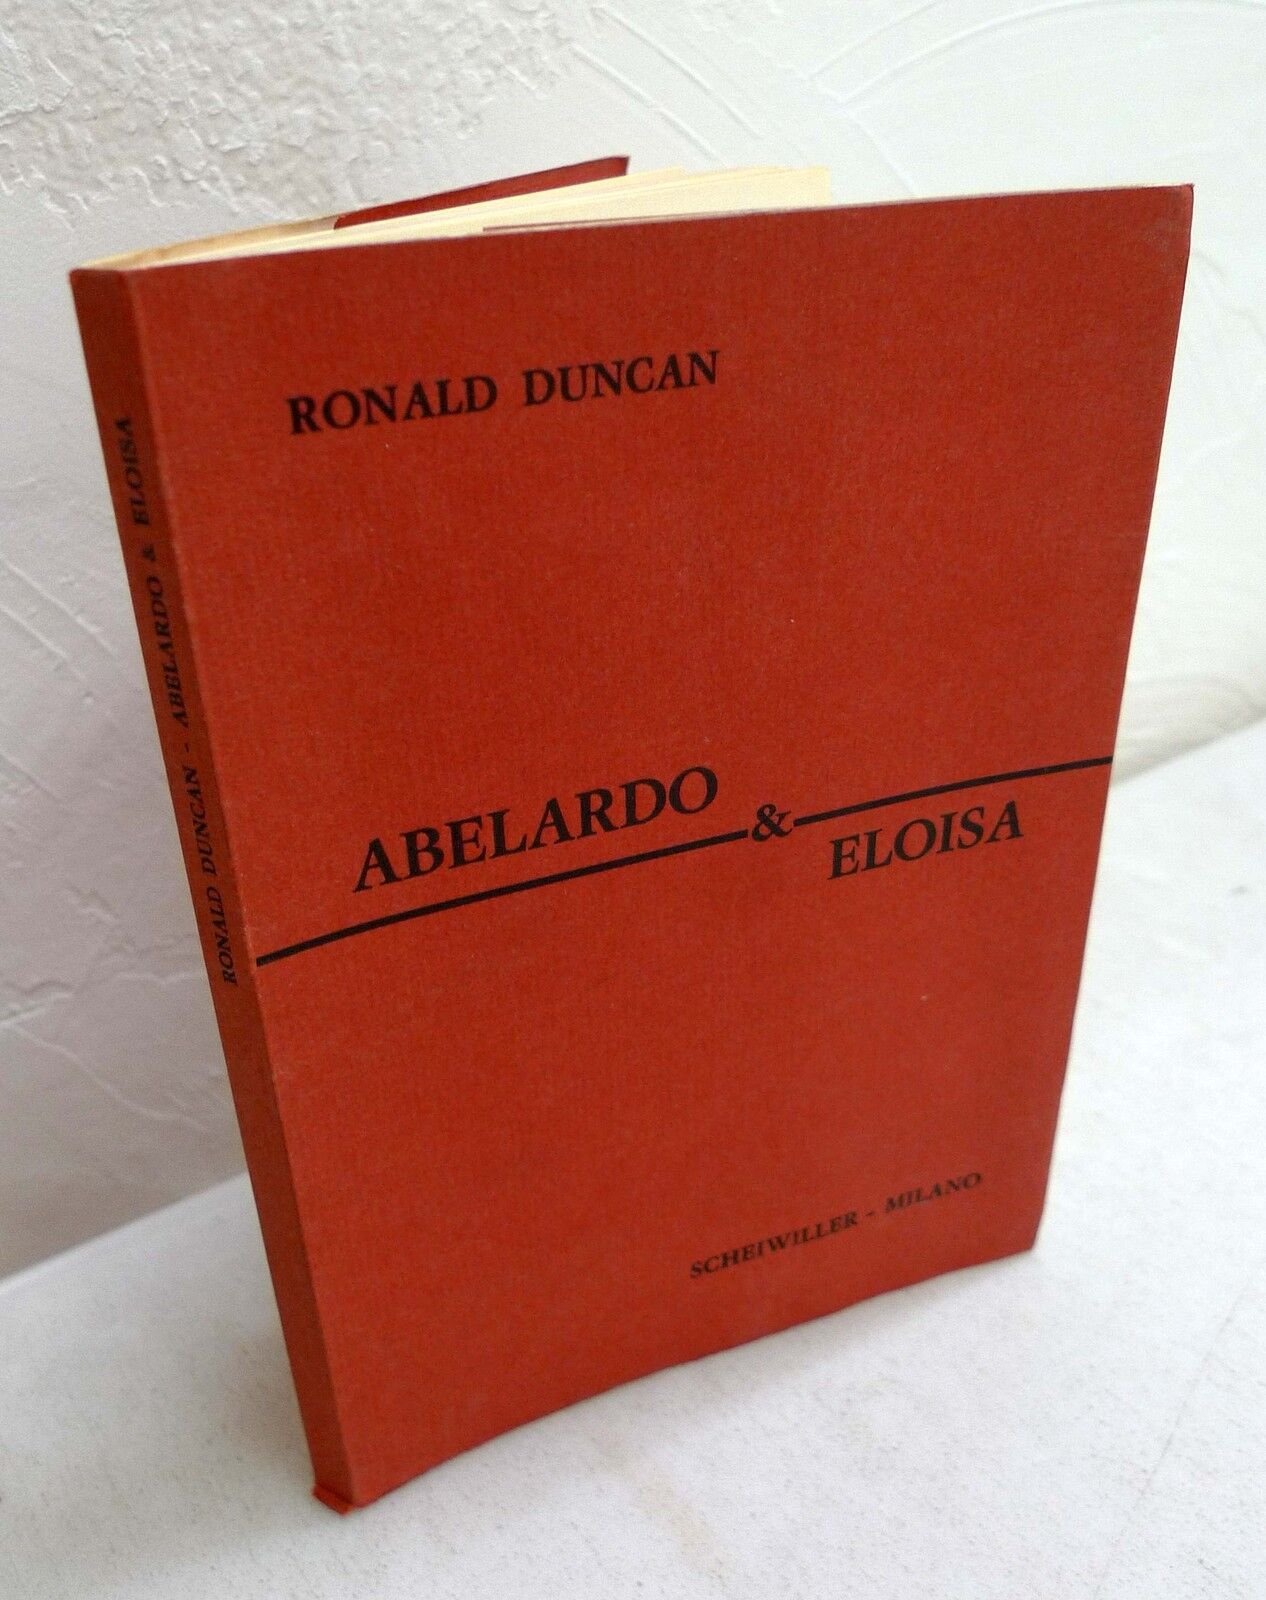 RONALD DUNCAN
ABELARDO
&
ELOISA
SCHEIWILLER - MILANO
RONALD DUNCAN - ABELARDO & ELOISA